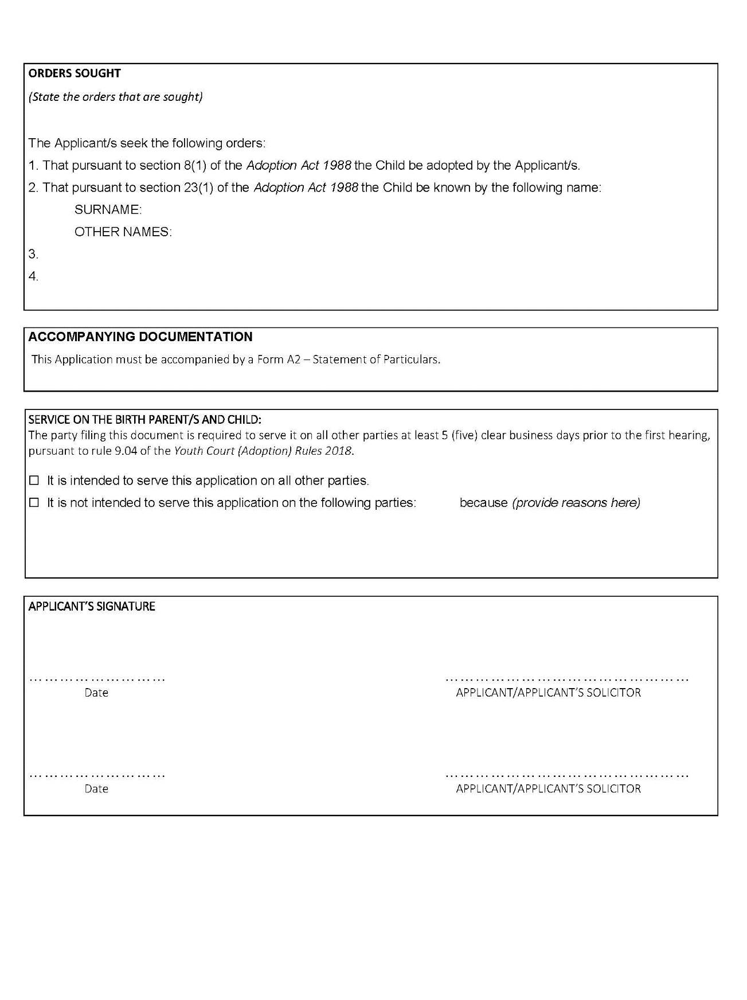 ORDERS SOUGHT
(State the orders that are sought)
The Applicant/s seek the following orders:
1. That pursuant to section 8(1) of the Adoption Act 1988 the Child be adopted by the Applicant/s.
2. That pursuant to section 23(1) of the Adoption Act 1988 the Child be known by the following name:
SURNAME:
OTHER NAMES:
3.
4.
ACCOMPANYING DOCUMENTATION
This Application must be accompanied by a Form A2 – Statement of Particulars.
SERVICE ON THE BIRTH PARENT/S AND CHILD:
The party filing this document is required to serve it on all other parties at least 5 (five) clear business days prior to the first hearing,
pursuant to rule 9.04 of the Youth Court (Adoption) Rules 2018.
☐ It is intended to serve this application on all other parties.
☐ It is not intended to serve this application on the following parties: because (provide reasons here)
APPLICANT’S SIGNATURE
……………………… ………………………………………
Date APPLICANT/APPLICANT’S SOLICITOR
……………………… ………………………………………
Date APPLICANT/APPLICANT’S SOLICITOR